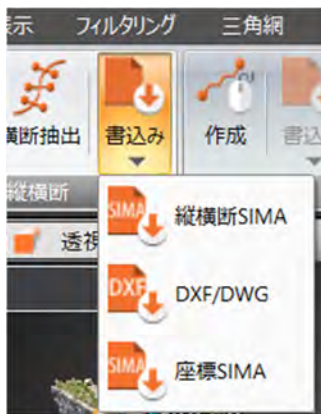 表示 フィルタリング 三角網
横断抽出 書込み 作成 書込
縦横断
透視
SIMA 縦横断SIMA
DXF DXF/DWG
SIMA 座標SIMA